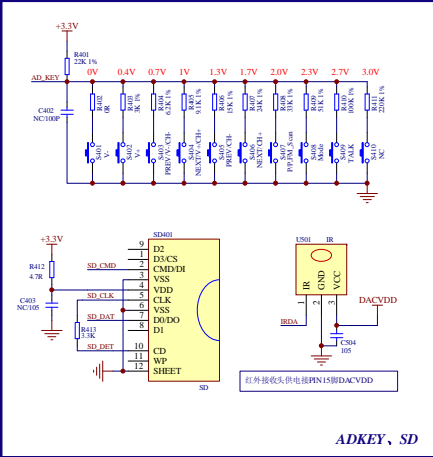 +3.3V
R401
22K 1%
AD_KEY
0V
0.4V
0.7V
1V
1.3V
1.7V
2.0V
2.3V
2.7V
3.0V
C402
NC/100P
R402
0R
R403
3K 1%
R404
6.2K 1%
R405
9.1K 1%
R406
15K 1%
R407
24K 1%
R408
33K 1%
R409
51K 1%
R410
100K 1%
R411
220K 1%
S401
V-
S402
V+
S403
PREV/V-/CH-
S404
NEXT/V+/CH+
S405
PREV/CH-
S406
NEXT/CH+
S407
P/P,FM_Scan
S408
Mode
S409
TALK
S410
NC
+3.3V
R412
4.7R
C403
NC/105
SD_CMD
SD_CLK
SD_DAT
R413
3.3K
SD_DET
SD401
9 D2
1 D3/CS
2 CMD/DI
3 VSS
4 VDD
5 CLK
6 VSS
7 D0/DO
8 D1
10 CD
11 WP
12 SHEET
SD
U501 IR
IR
GND
VCC
1
2
3
IRDA
DACVDD
C504
105
红外接收头供电接PIN15脚DACVDD
ADKEY、SD